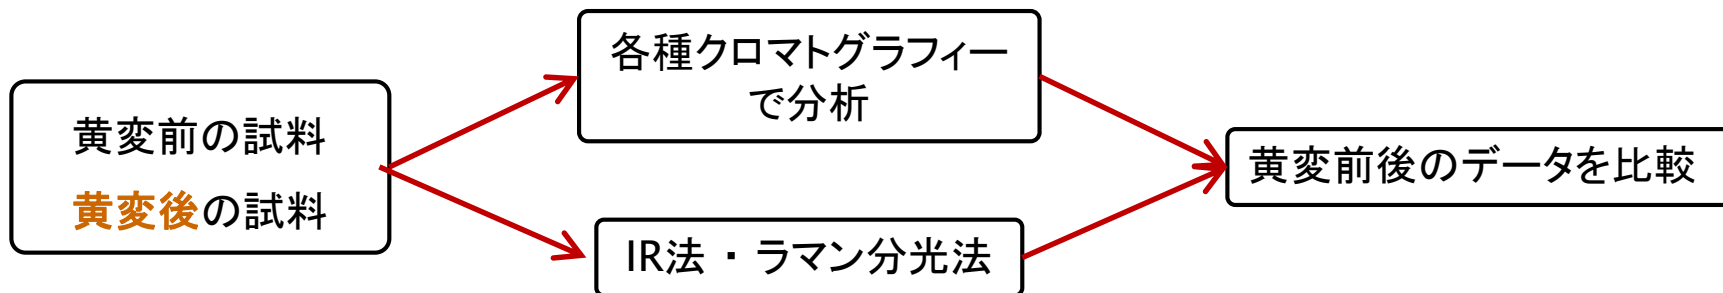 各種クロマトグラフィー
で分析
黄変前の試料
黄変後の試料
黄変前後のデータを比較
IR法・ラマン分光法